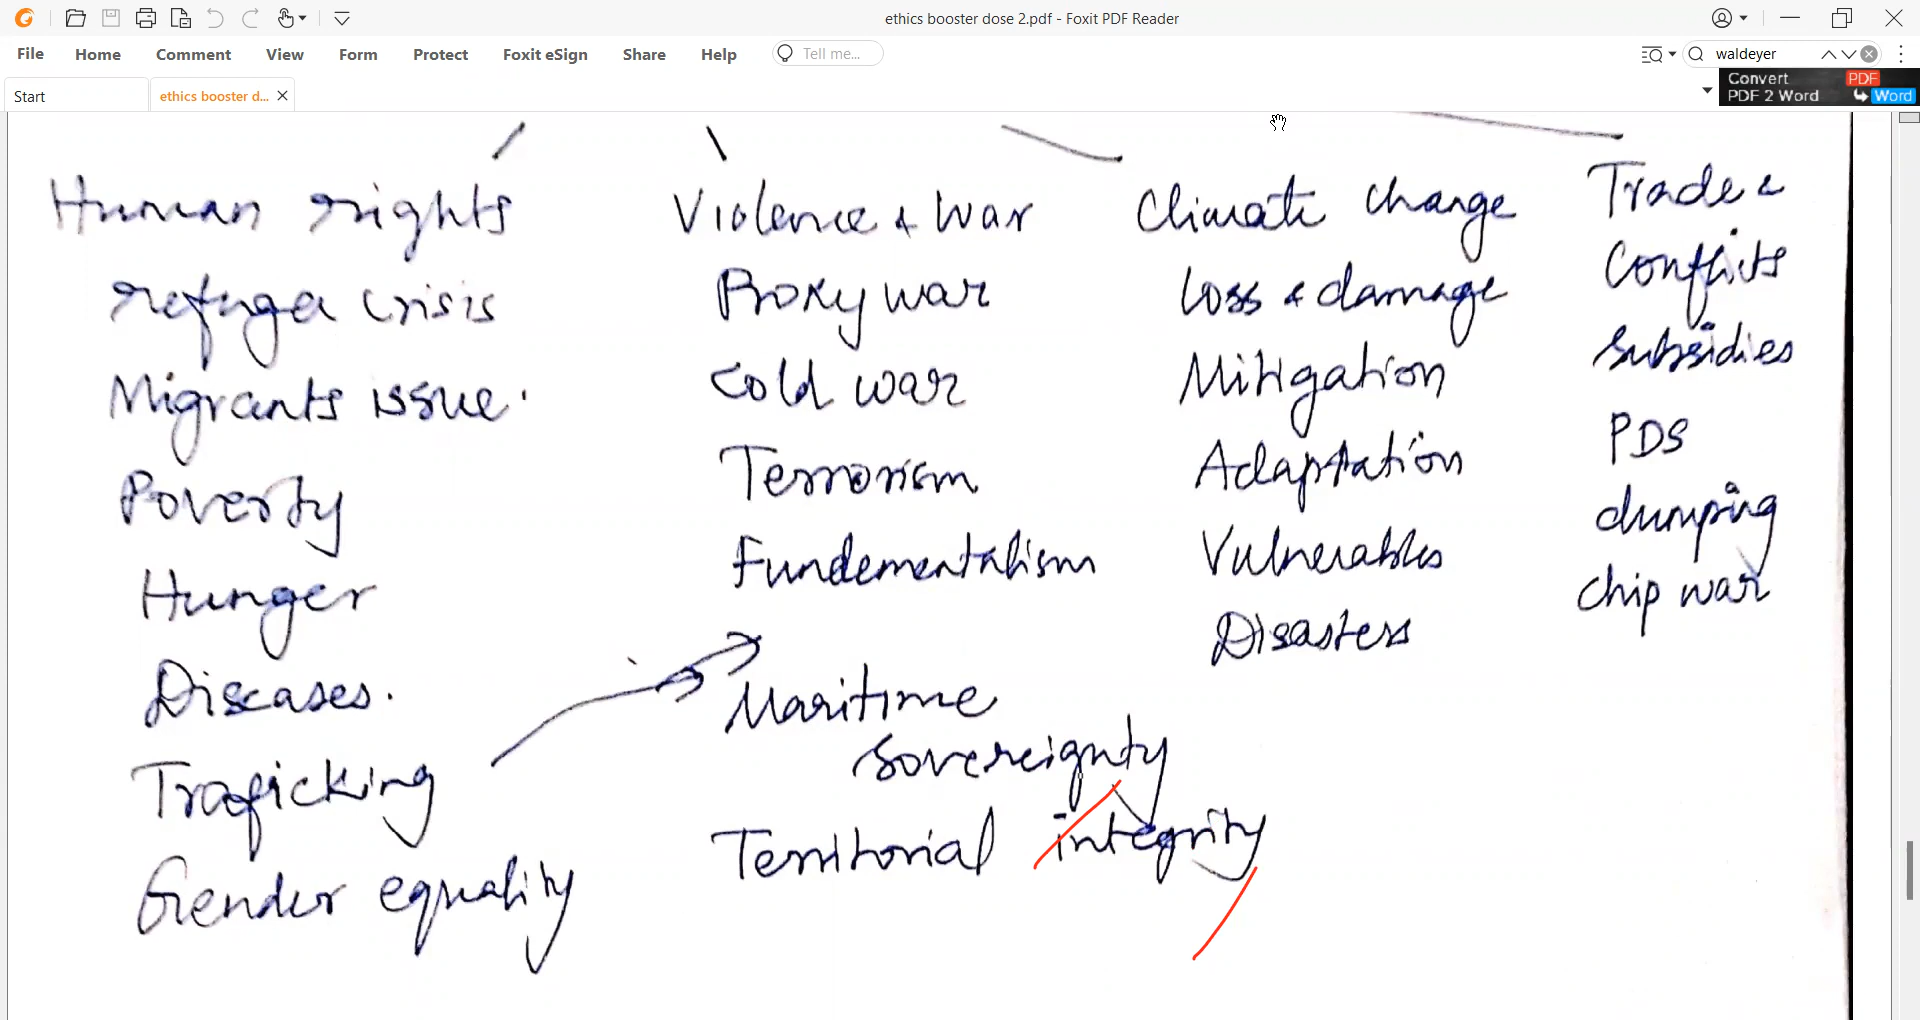 ethics booster dose 2.pdf - Foxit PDF Reader
File Home Comment View Form Protect Foxit eSign Share Help Tell me... waldeyer
Convert PDF
PDF 2 Word Word
Start ethics booster d...
Human rights
refugee crisis
Migrants issue.
Poverty
Hunger
Diseases.
Traficking
Gender equality
Violence & War
Proxy war
Cold war
Terrorism
Fundementalism
Maritime
sovereignty
Territorial integrity
Climate change
loss & damage
Mitigation
Adaptation
Vulnerables
Disasters
Trade &
Conflicts
subsidies
PDS
dumping
chip war